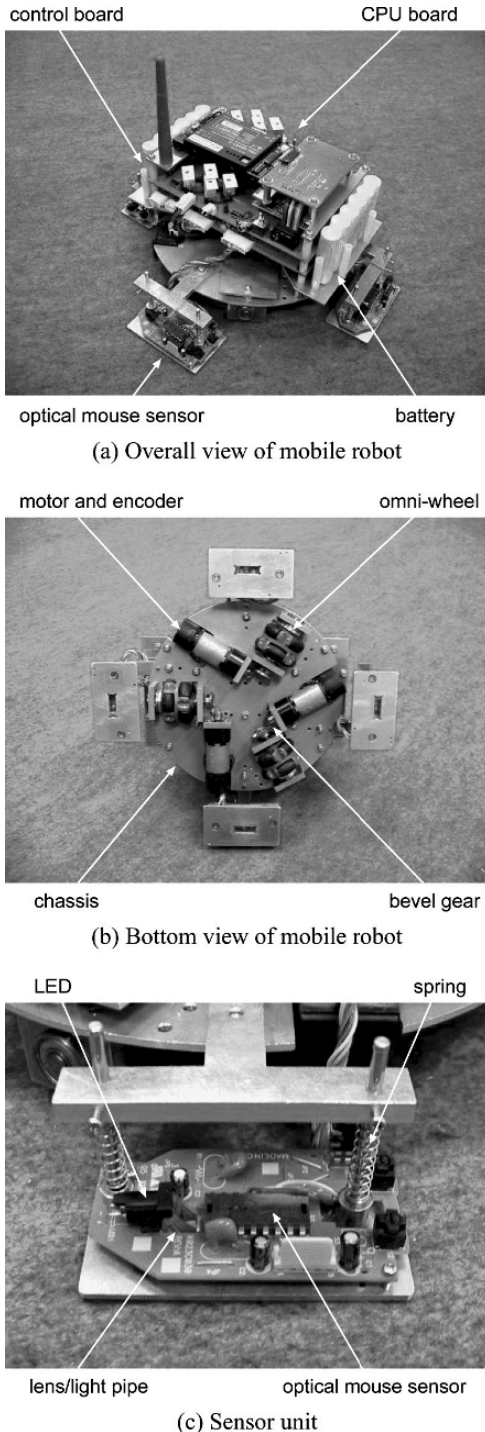 control board
CPU board
optical mouse sensor
battery
(a) Overall view of mobile robot
motor and encoder
omni-wheel
chassis
bevel gear
(b) Bottom view of mobile robot
LED
spring
lens/light pipe
optical mouse sensor
(c) Sensor unit